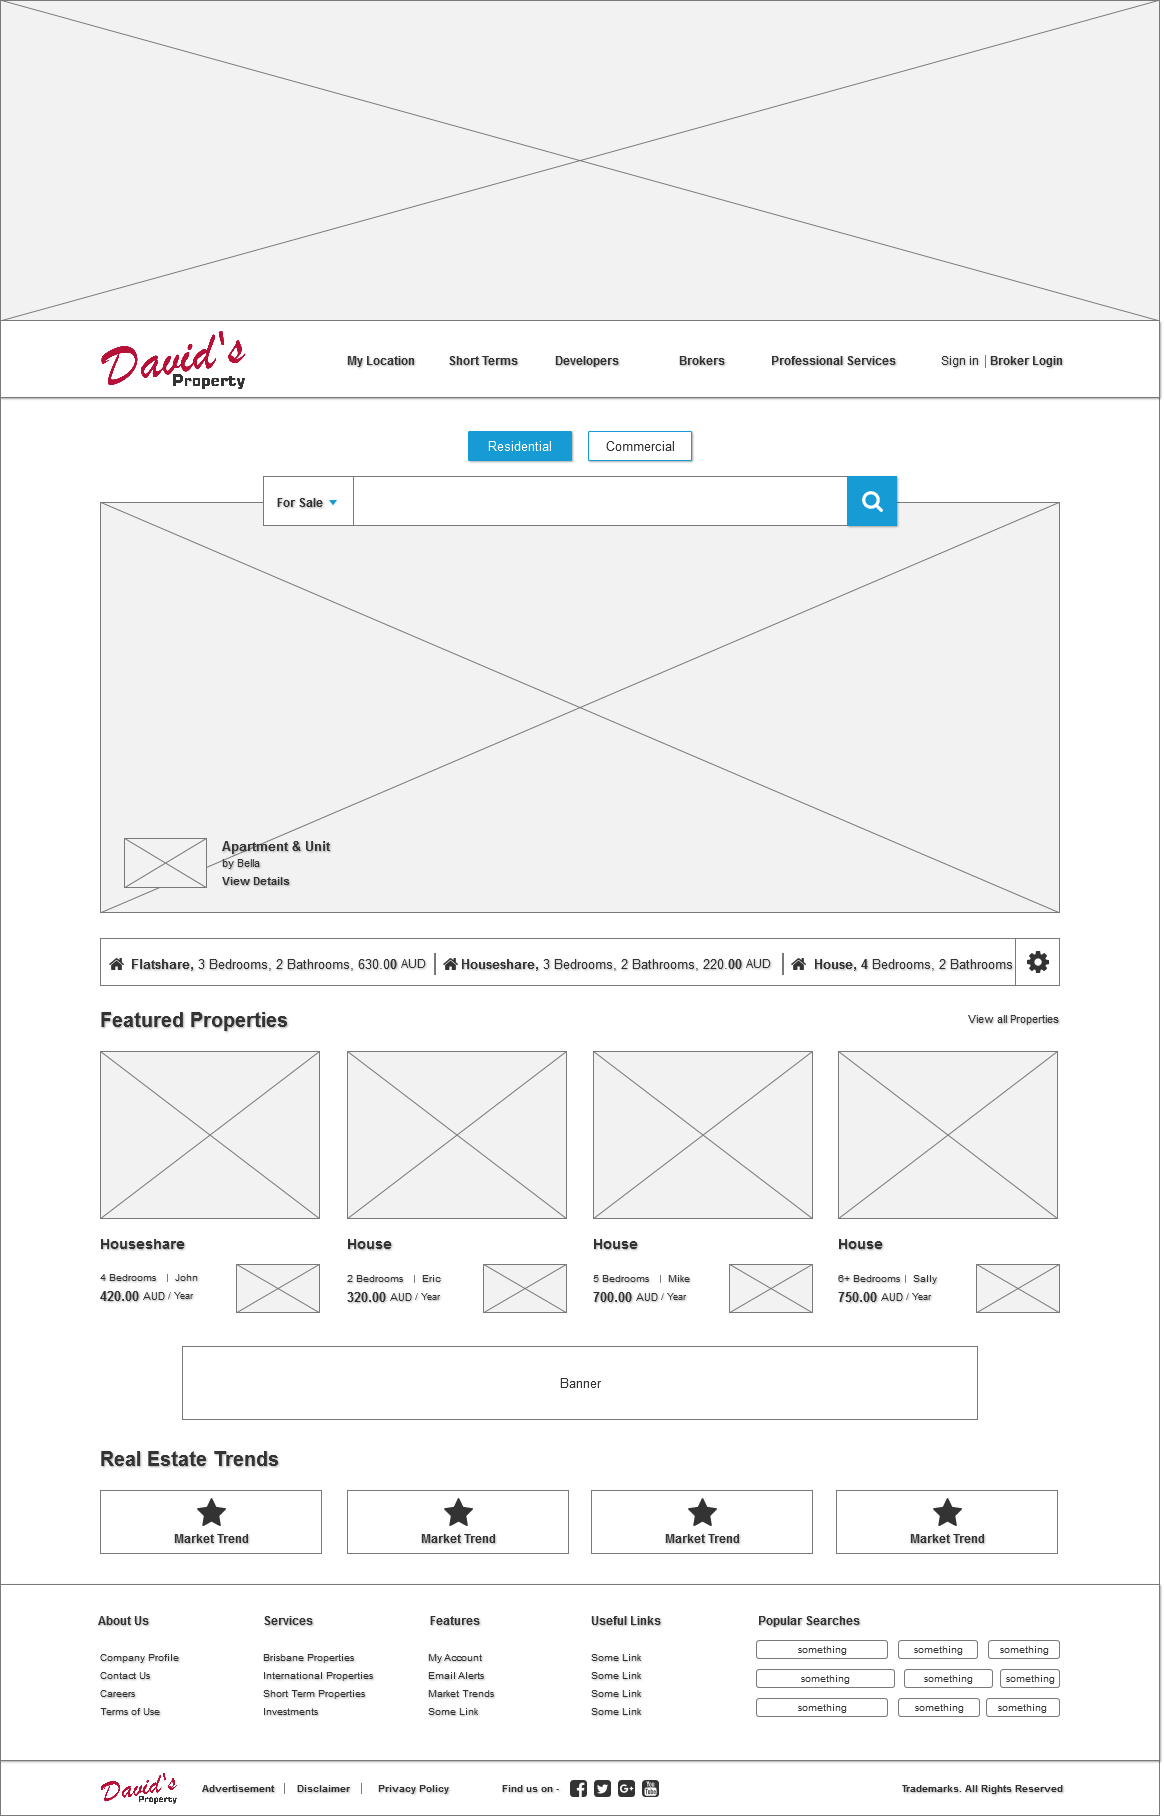 David's
Property
My Location
Short Terms
Developers
Brokers
Professional Services
Sign in | Broker Login
Residential
Commercial
For Sale
Apartment & Unit
by Bella
View Details
Flatshare, 3 Bedrooms, 2 Bathrooms, 630.00 AUD
Houseshare, 3 Bedrooms, 2 Bathrooms, 220.00 AUD
House, 4 Bedrooms, 2 Bathrooms
Featured Properties
View all Properties
Houseshare
4 Bedrooms | John
420.00 AUD / Year
House
2 Bedrooms | Eric
320.00 AUD / Year
House
5 Bedrooms | Mike
700.00 AUD / Year
House
6+ Bedrooms | Sally
750.00 AUD / Year
Banner
Real Estate Trends
Market Trend
Market Trend
Market Trend
Market Trend
About Us
Company Profile
Contact Us
Careers
Terms of Use
Services
Brisbane Properties
International Properties
Short Term Properties
Investments
Features
My Account
Email Alerts
Market Trends
Some Link
Useful Links
Some Link
Some Link
Some Link
Some Link
Popular Searches
something
something
something
something
something
something
something
something
something
David's
Property
Advertisement | Disclaimer | Privacy Policy
Find us on -
You
Tube
Trademarks. All Rights Reserved